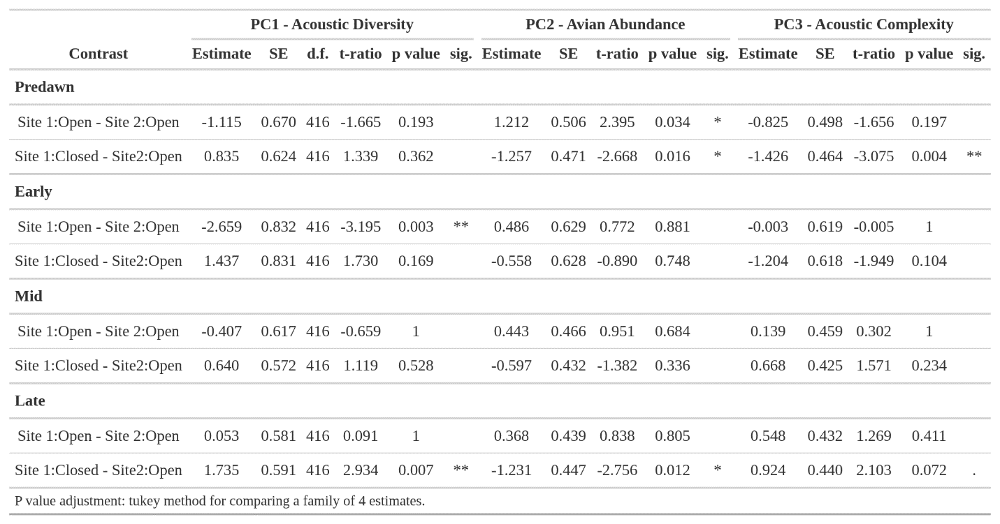 PC1 - Acoustic Diversity PC2 - Avian Abundance PC3 - Acoustic Complexity
Contrast Estimate SE d.f. t-ratio p value sig. Estimate SE t-ratio p value sig. Estimate SE t-ratio p value sig.
Predawn
Site 1:Open - Site 2:Open -1.115 0.670 416 -1.665 0.193 1.212 0.506 2.395 0.034 * -0.825 0.498 -1.656 0.197
Site 1:Closed - Site2:Open 0.835 0.624 416 1.339 0.362 -1.257 0.471 -2.668 0.016 * -1.426 0.464 -3.075 0.004 **
Early
Site 1:Open - Site 2:Open -2.659 0.832 416 -3.195 0.003 ** 0.486 0.629 0.772 0.881 -0.003 0.619 -0.005 1
Site 1:Closed - Site2:Open 1.437 0.831 416 1.730 0.169 -0.558 0.628 -0.890 0.748 -1.204 0.618 -1.949 0.104
Mid
Site 1:Open - Site 2:Open -0.407 0.617 416 -0.659 1 0.443 0.466 0.951 0.684 0.139 0.459 0.302 1
Site 1:Closed - Site2:Open 0.640 0.572 416 1.119 0.528 -0.597 0.432 -1.382 0.336 0.668 0.425 1.571 0.234
Late
Site 1:Open - Site 2:Open 0.053 0.581 416 0.091 1 0.368 0.439 0.838 0.805 0.548 0.432 1.269 0.411
Site 1:Closed - Site2:Open 1.735 0.591 416 2.934 0.007 ** -1.231 0.447 -2.756 0.012 * 0.924 0.440 2.103 0.072 .
P value adjustment: tukey method for comparing a family of 4 estimates.